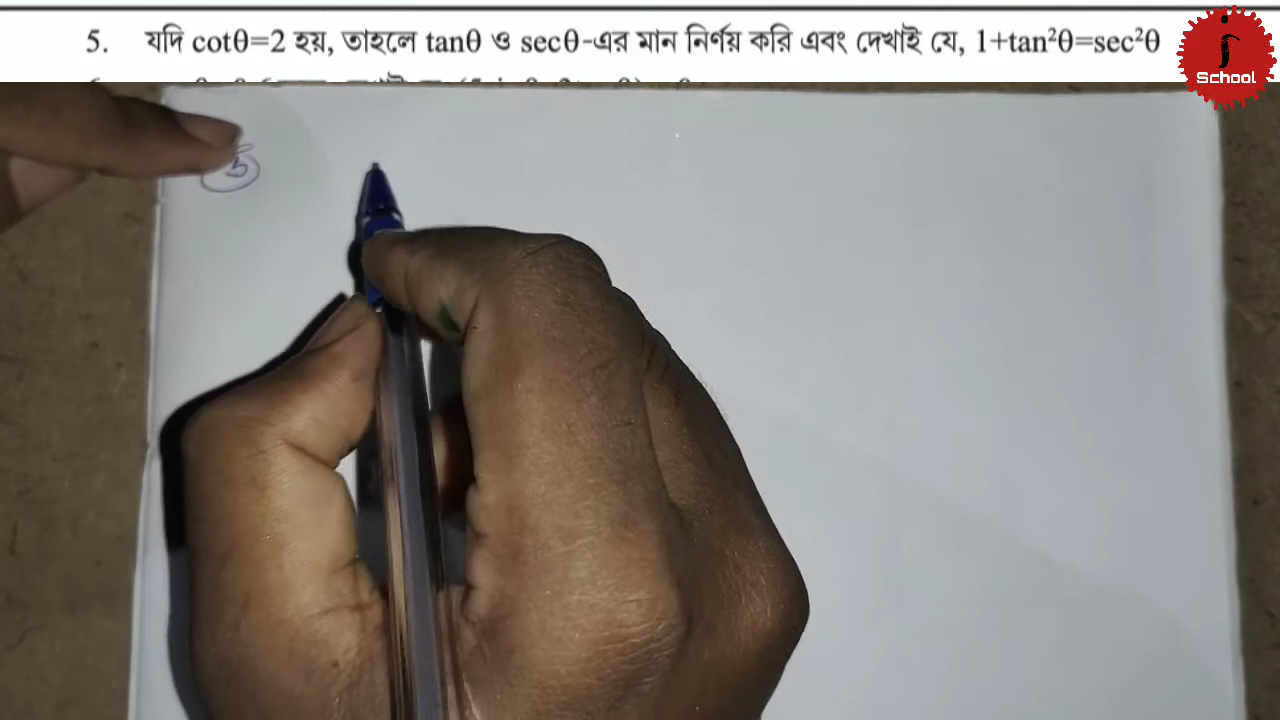 5. যদি cotθ=2 হয়, তাহলে tanθ ও secθ-এর মান নির্ণয় করি এবং দেখাই যে, 1+tan²θ=sec²θ
School